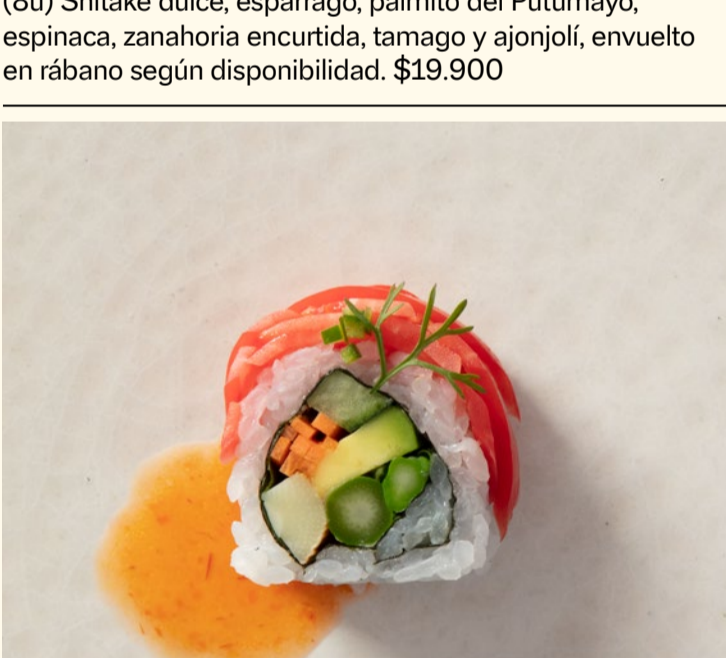 (8u) Shitake dulce, espárrago, palmito del Putumayo,
espinaca, zanahoria encurtida, tamago y ajonjolí, envuelto
en rábano según disponibilidad. $19.900